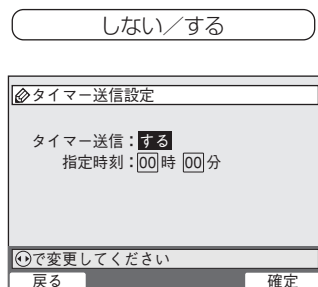 しない／する
タイマー送信設定
タイマー送信：する
指定時刻：00時 00分
で変更してください
戻る 確定